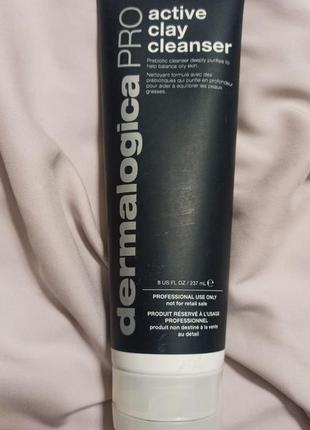 dermalogica PRO
active
clay
cleanser
Prebiotic cleanser deeply purifies to
help balance oily skin.
Nettoyant formulé avec des
prébiotiques qui purifie en profondeur
pour aider à équilibrer les peaux
grasses.
8 US FL OZ / 237 mL ℮
PROFESSIONAL USE ONLY
not for retail sale
PRODUIT RÉSERVÉ À L'USAGE
PROFESSIONNEL
produit non destiné à la vente
au détail